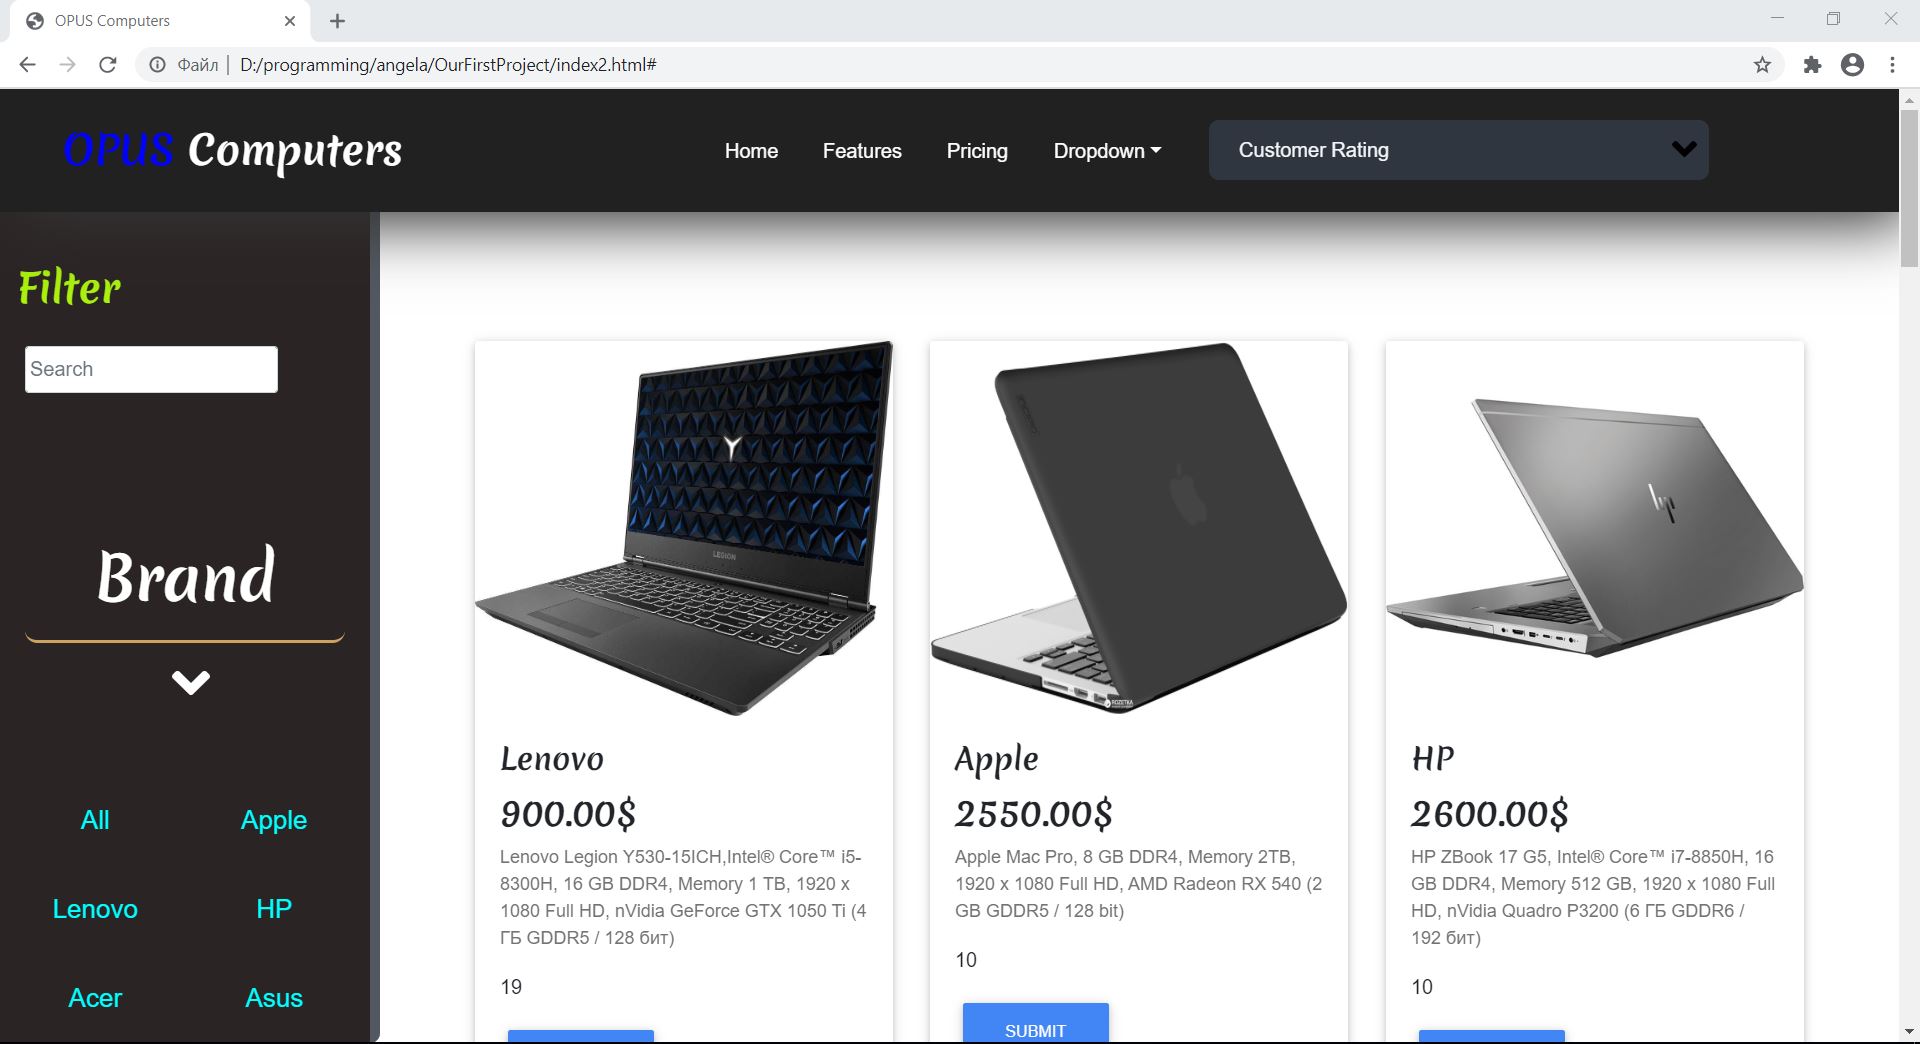 OPUS Computers
Файл
D:/programming/angela/OurFirstProject/index2.html#
OPUS Computers
Home
Features
Pricing
Dropdown
Customer Rating
Filter
Search
Brand
All
Apple
Lenovo
HP
Acer
Asus
LEGION
Lenovo
900.00$
Lenovo Legion Y530-15ICH,Intel® Core™ i5-
8300H, 16 GB DDR4, Memory 1 TB, 1920 x
1080 Full HD, nVidia GeForce GTX 1050 Ti (4
ГБ GDDR5 / 128 бит)
19
ROZETKA
Apple
2550.00$
Apple Mac Pro, 8 GB DDR4, Memory 2TB,
1920 x 1080 Full HD, AMD Radeon RX 540 (2
GB GDDR5 / 128 bit)
10
SUBMIT
hp
HP
2600.00$
HP ZBook 17 G5, Intel® Core™ i7-8850H, 16
GB DDR4, Memory 512 GB, 1920 x 1080 Full
HD, nVidia Quadro P3200 (6 ГБ GDDR6 /
192 бит)
10